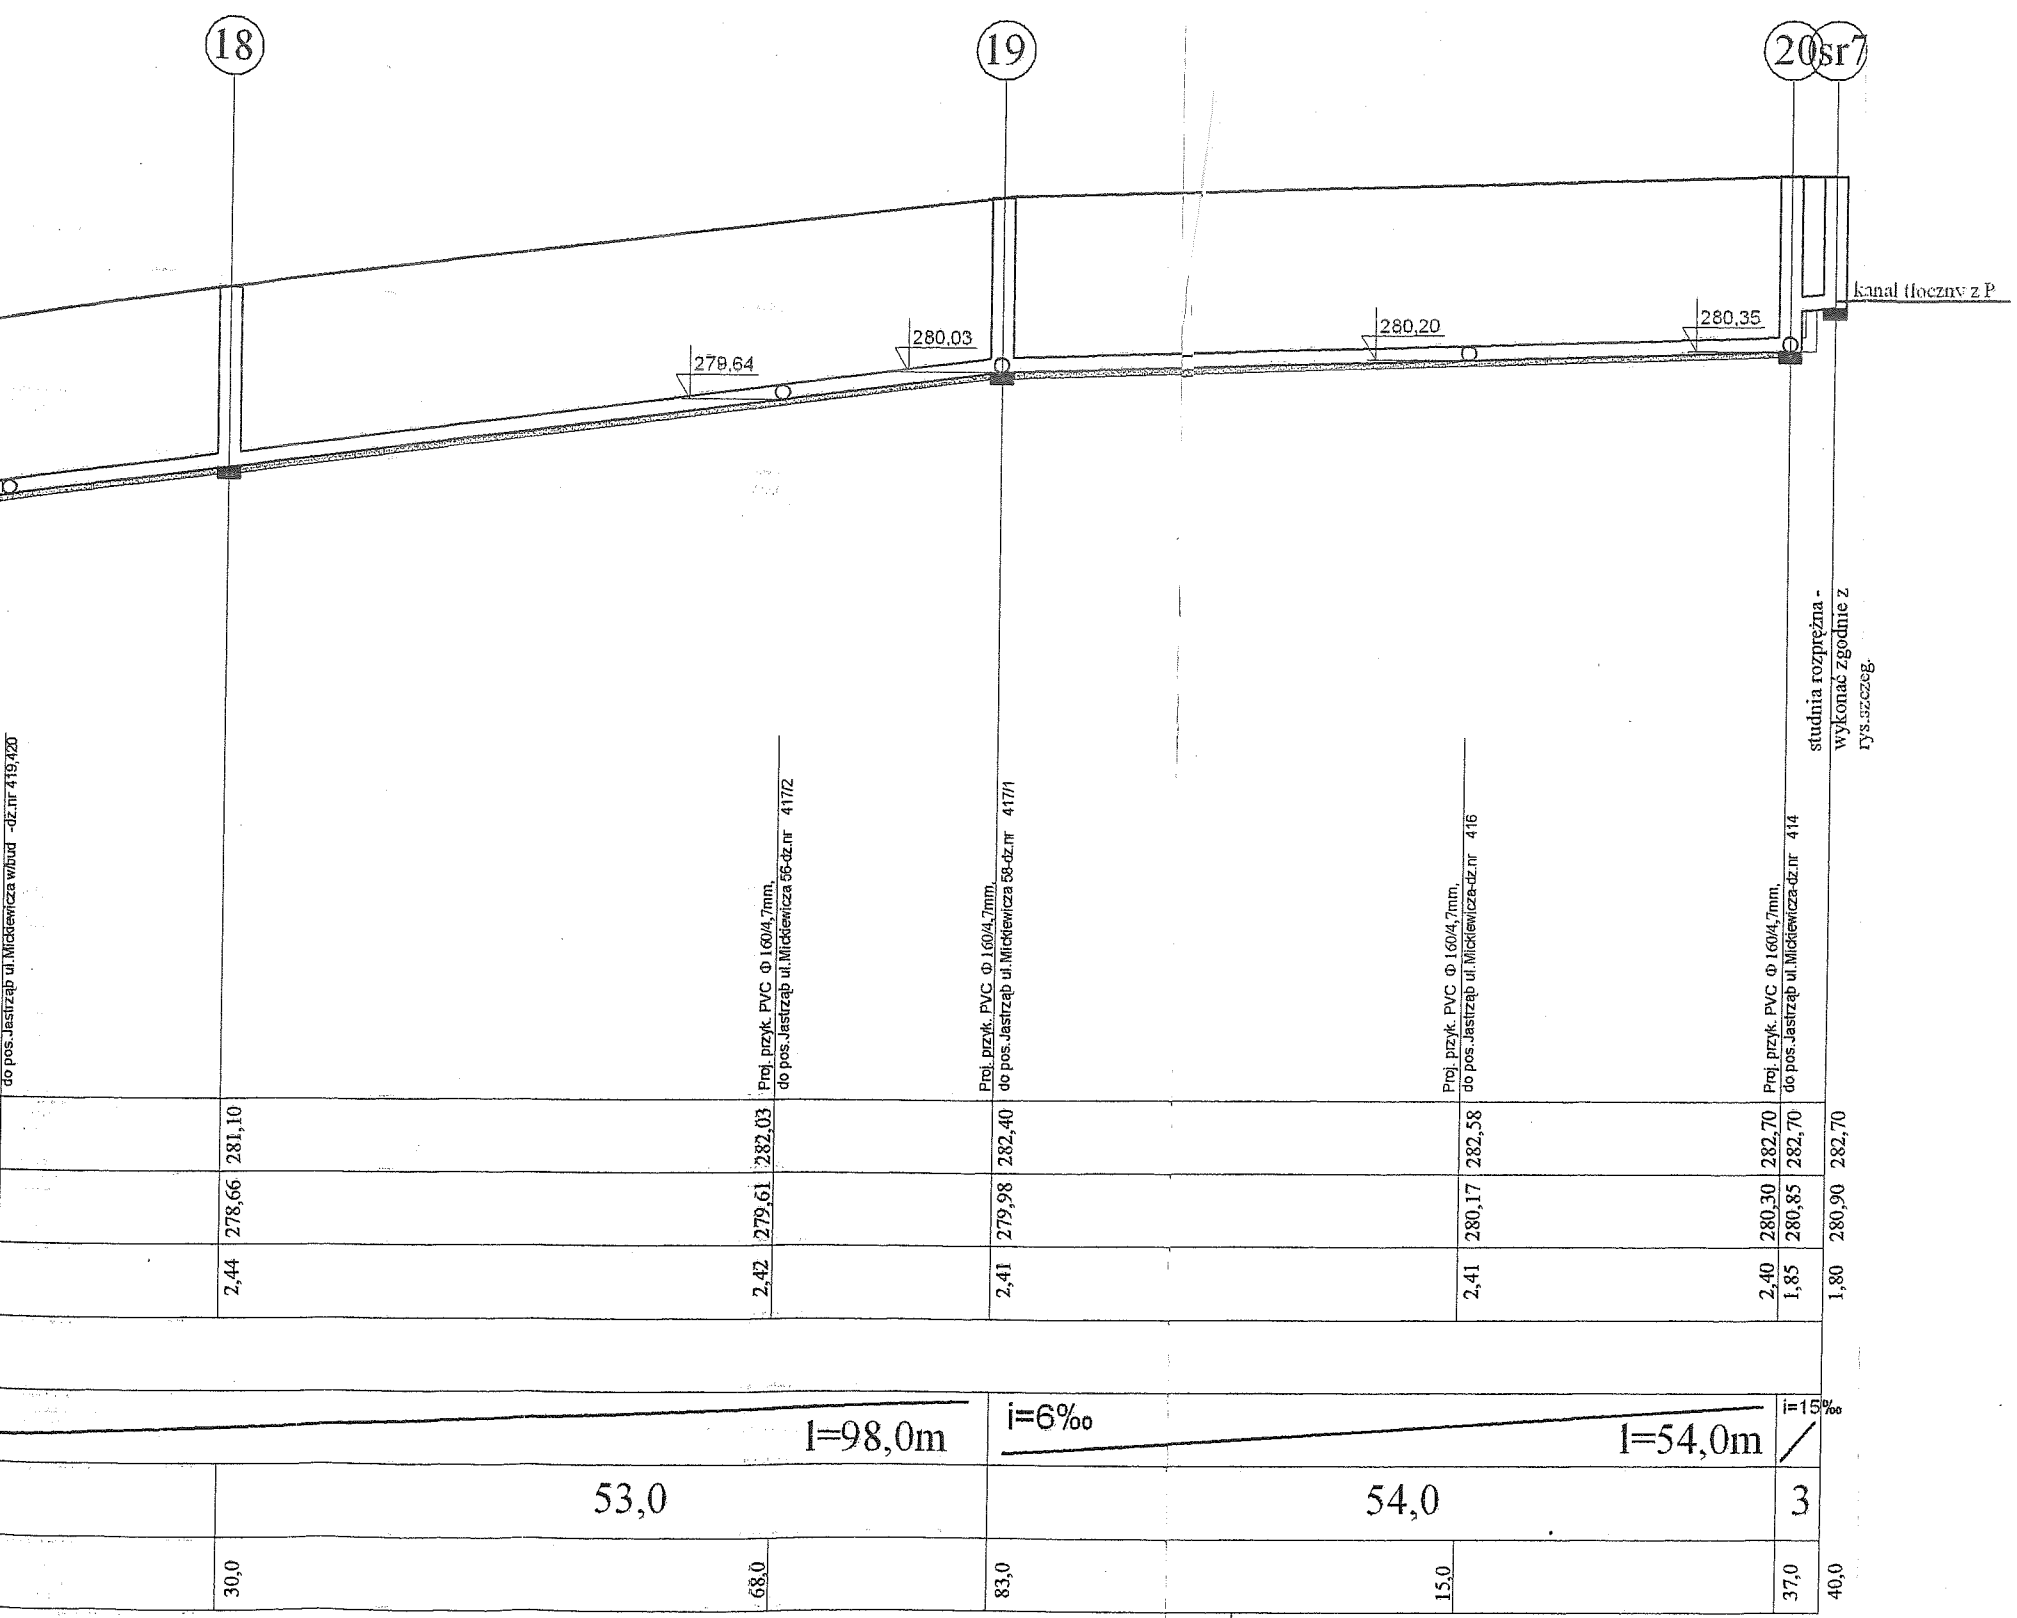 18
19
20
sr7
kanał tłoczny z P
280,35
280,20
280,03
279,64
studnia rozprężna -
wykonać zgodnie z
rys.szczeg.
do pos.Jastrząb ul.Mickiewicza w/bud -dz.nr 419,420
Proj. przyk. PVC Φ 160/4,7mm,
do pos.Jastrząb ul.Mickiewicza 56-dz.nr 417/2
Proj. przyk. PVC Φ 160/4,7mm,
do pos.Jastrząb ul.Mickiewicza 58-dz.nr 417/1
Proj. przyk. PVC Φ 160/4,7mm,
do pos.Jastrząb ul.Mickiewicza-dz.nr 416
Proj. przyk. PVC Φ 160/4,7mm,
do pos.Jastrząb ul.Mickiewicza-dz.nr 414
281,10 282,03 282,40 282,58 282,70 282,70 282,70
278,66 279,61 279,98 280,17 280,30 280,85 280,90
2,44 2,42 2,41 2,41 2,40 1,85 1,80
l=98,0m i=6‰ l=54,0m i=15‰
53,0 54,0 3
30,0 68,0 83,0 15,0 37,0 40,0